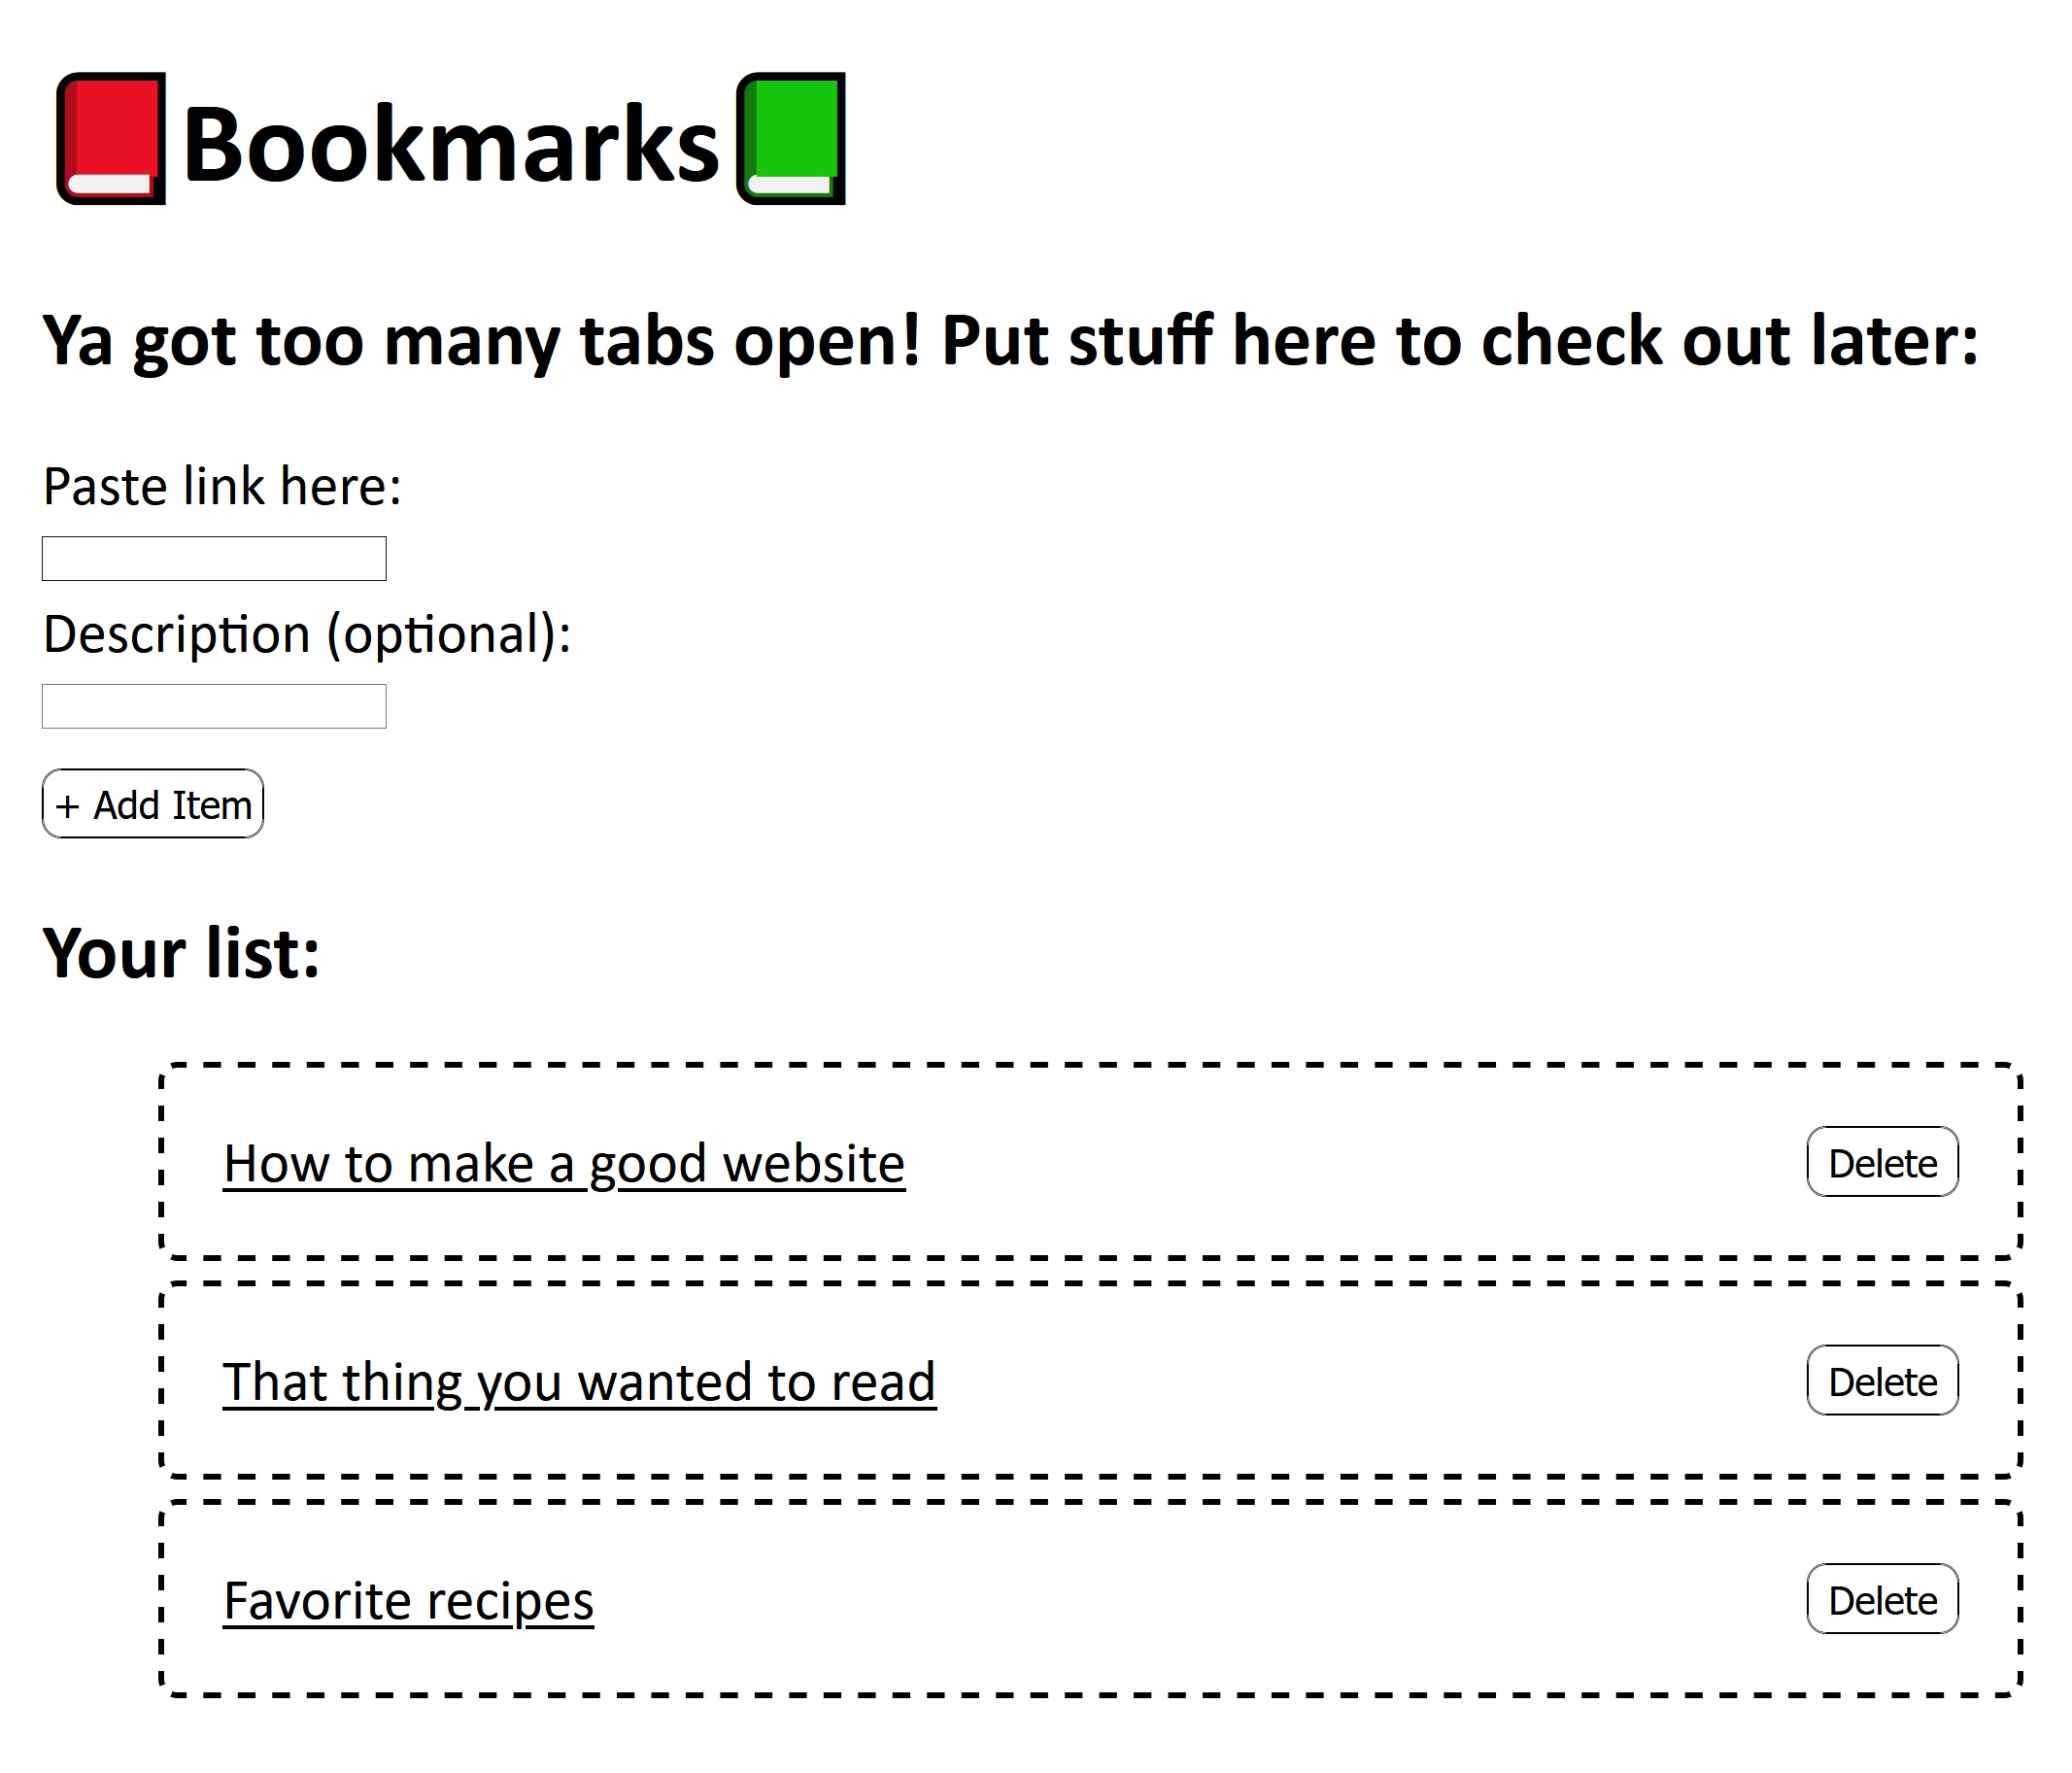 Bookmarks
Ya got too many tabs open! Put stuff here to check out later:
Paste link here:
Description (optional):
+ Add Item
Your list:
How to make a good website
Delete
That thing you wanted to read
Delete
Favorite recipes
Delete